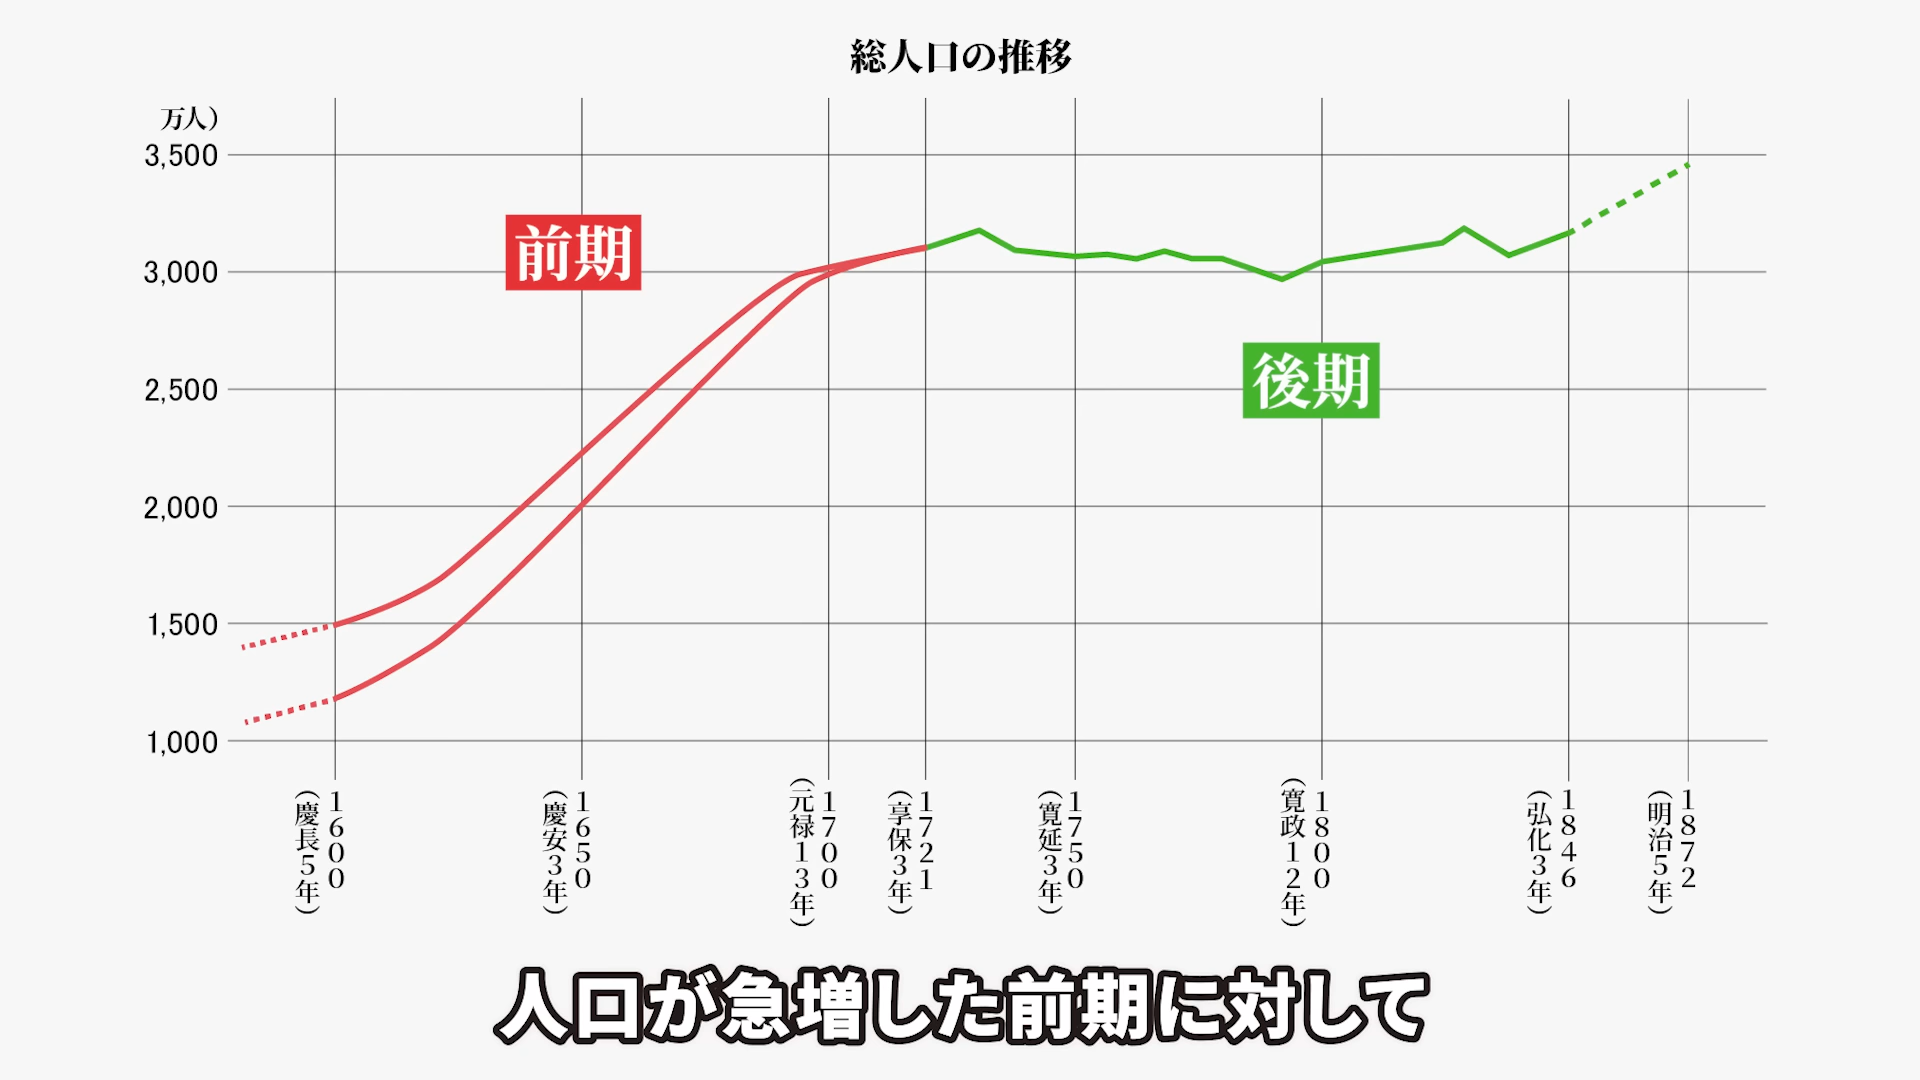 総人口の推移
万人）
3,500
3,000
2,500
2,000
1,500
1,000
前期
後期
1600
（慶長5年）
1650
（慶安3年）
1700
（元禄13年）
1721
（享保3年）
1750
（寛延3年）
1800
（寛政12年）
1846
（弘化3年）
1872
（明治5年）
人口が急増した前期に対して